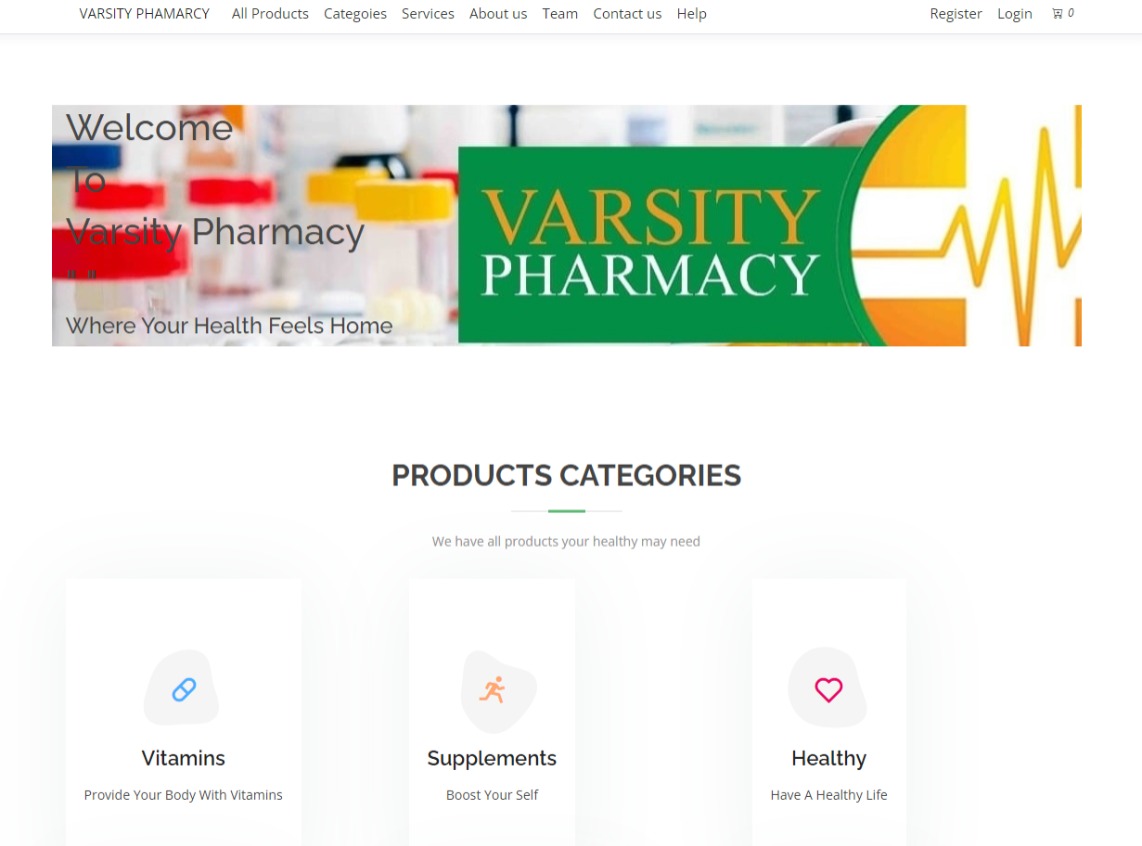 VARSITY PHAMARCY All Products Categoies Services About us Team Contact us Help Register Login 0
Welcome
To
Varsity Pharmacy
" "
Where Your Health Feels Home
VARSITY
PHARMACY
PRODUCTS CATEGORIES
We have all products your healthy may need
Vitamins
Provide Your Body With Vitamins
Supplements
Boost Your Self
Healthy
Have A Healthy Life